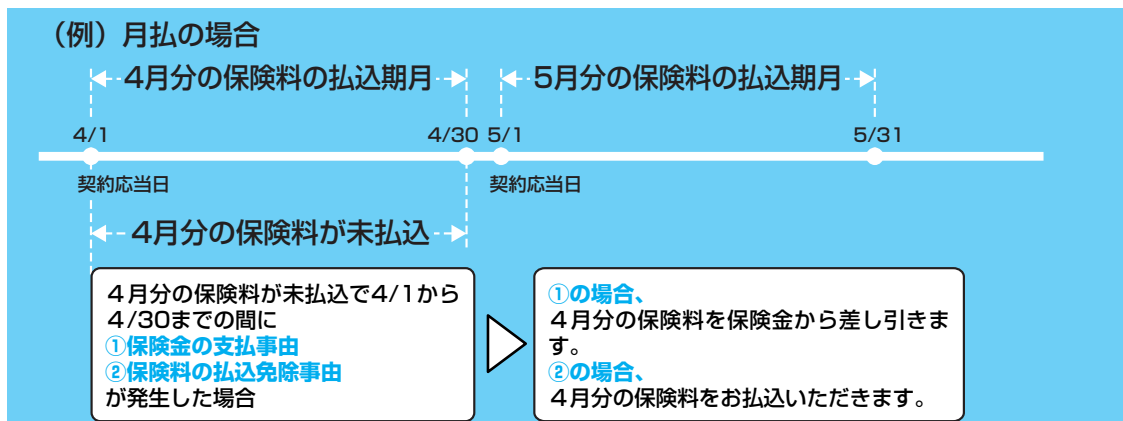 （例）月払の場合
4月分の保険料の払込期月 5月分の保険料の払込期月
4/1 4/30 5/1 5/31
契約応当日 契約応当日
4月分の保険料が未払込
４月分の保険料が未払込で4/1から
４/30までの間に
①保険金の支払事由
②保険料の払込免除事由
が発生した場合
①の場合、
４月分の保険料を保険金から差し引きま
す。
②の場合、
４月分の保険料をお払込いただきます。